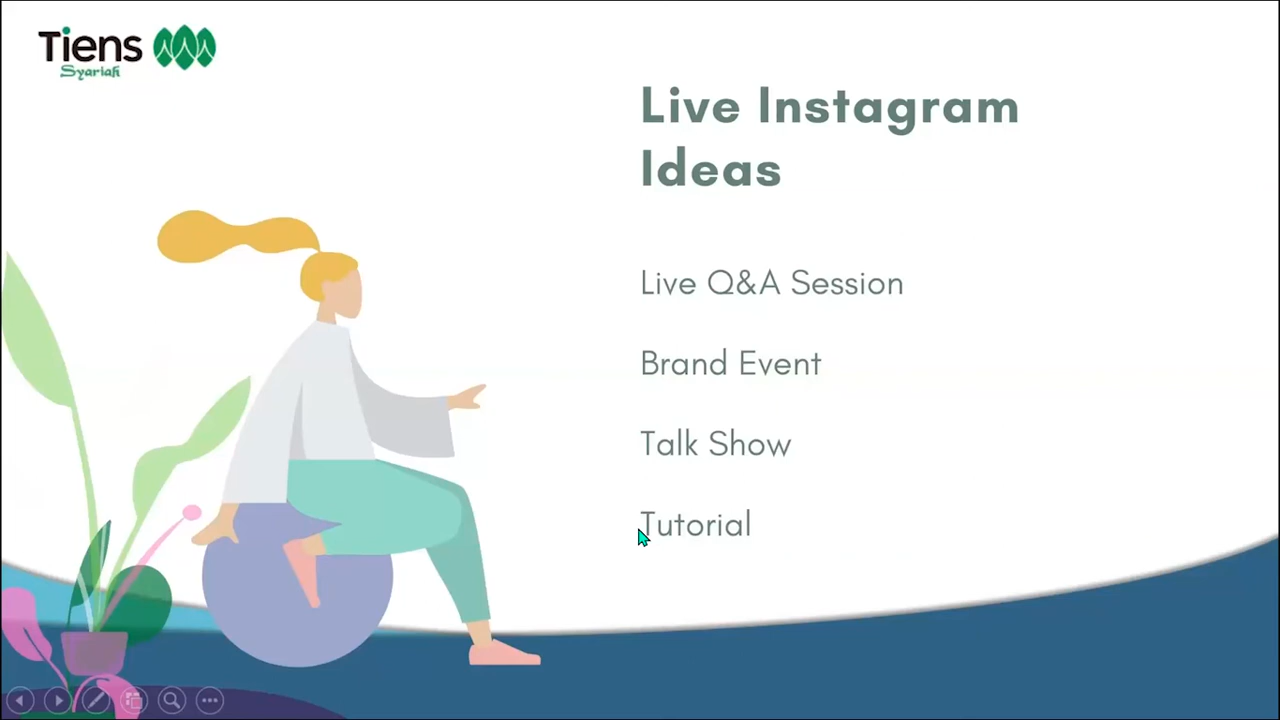 Tiens
Syariah
Live Instagram
Ideas
Live Q&A Session
Brand Event
Talk Show
Tutorial